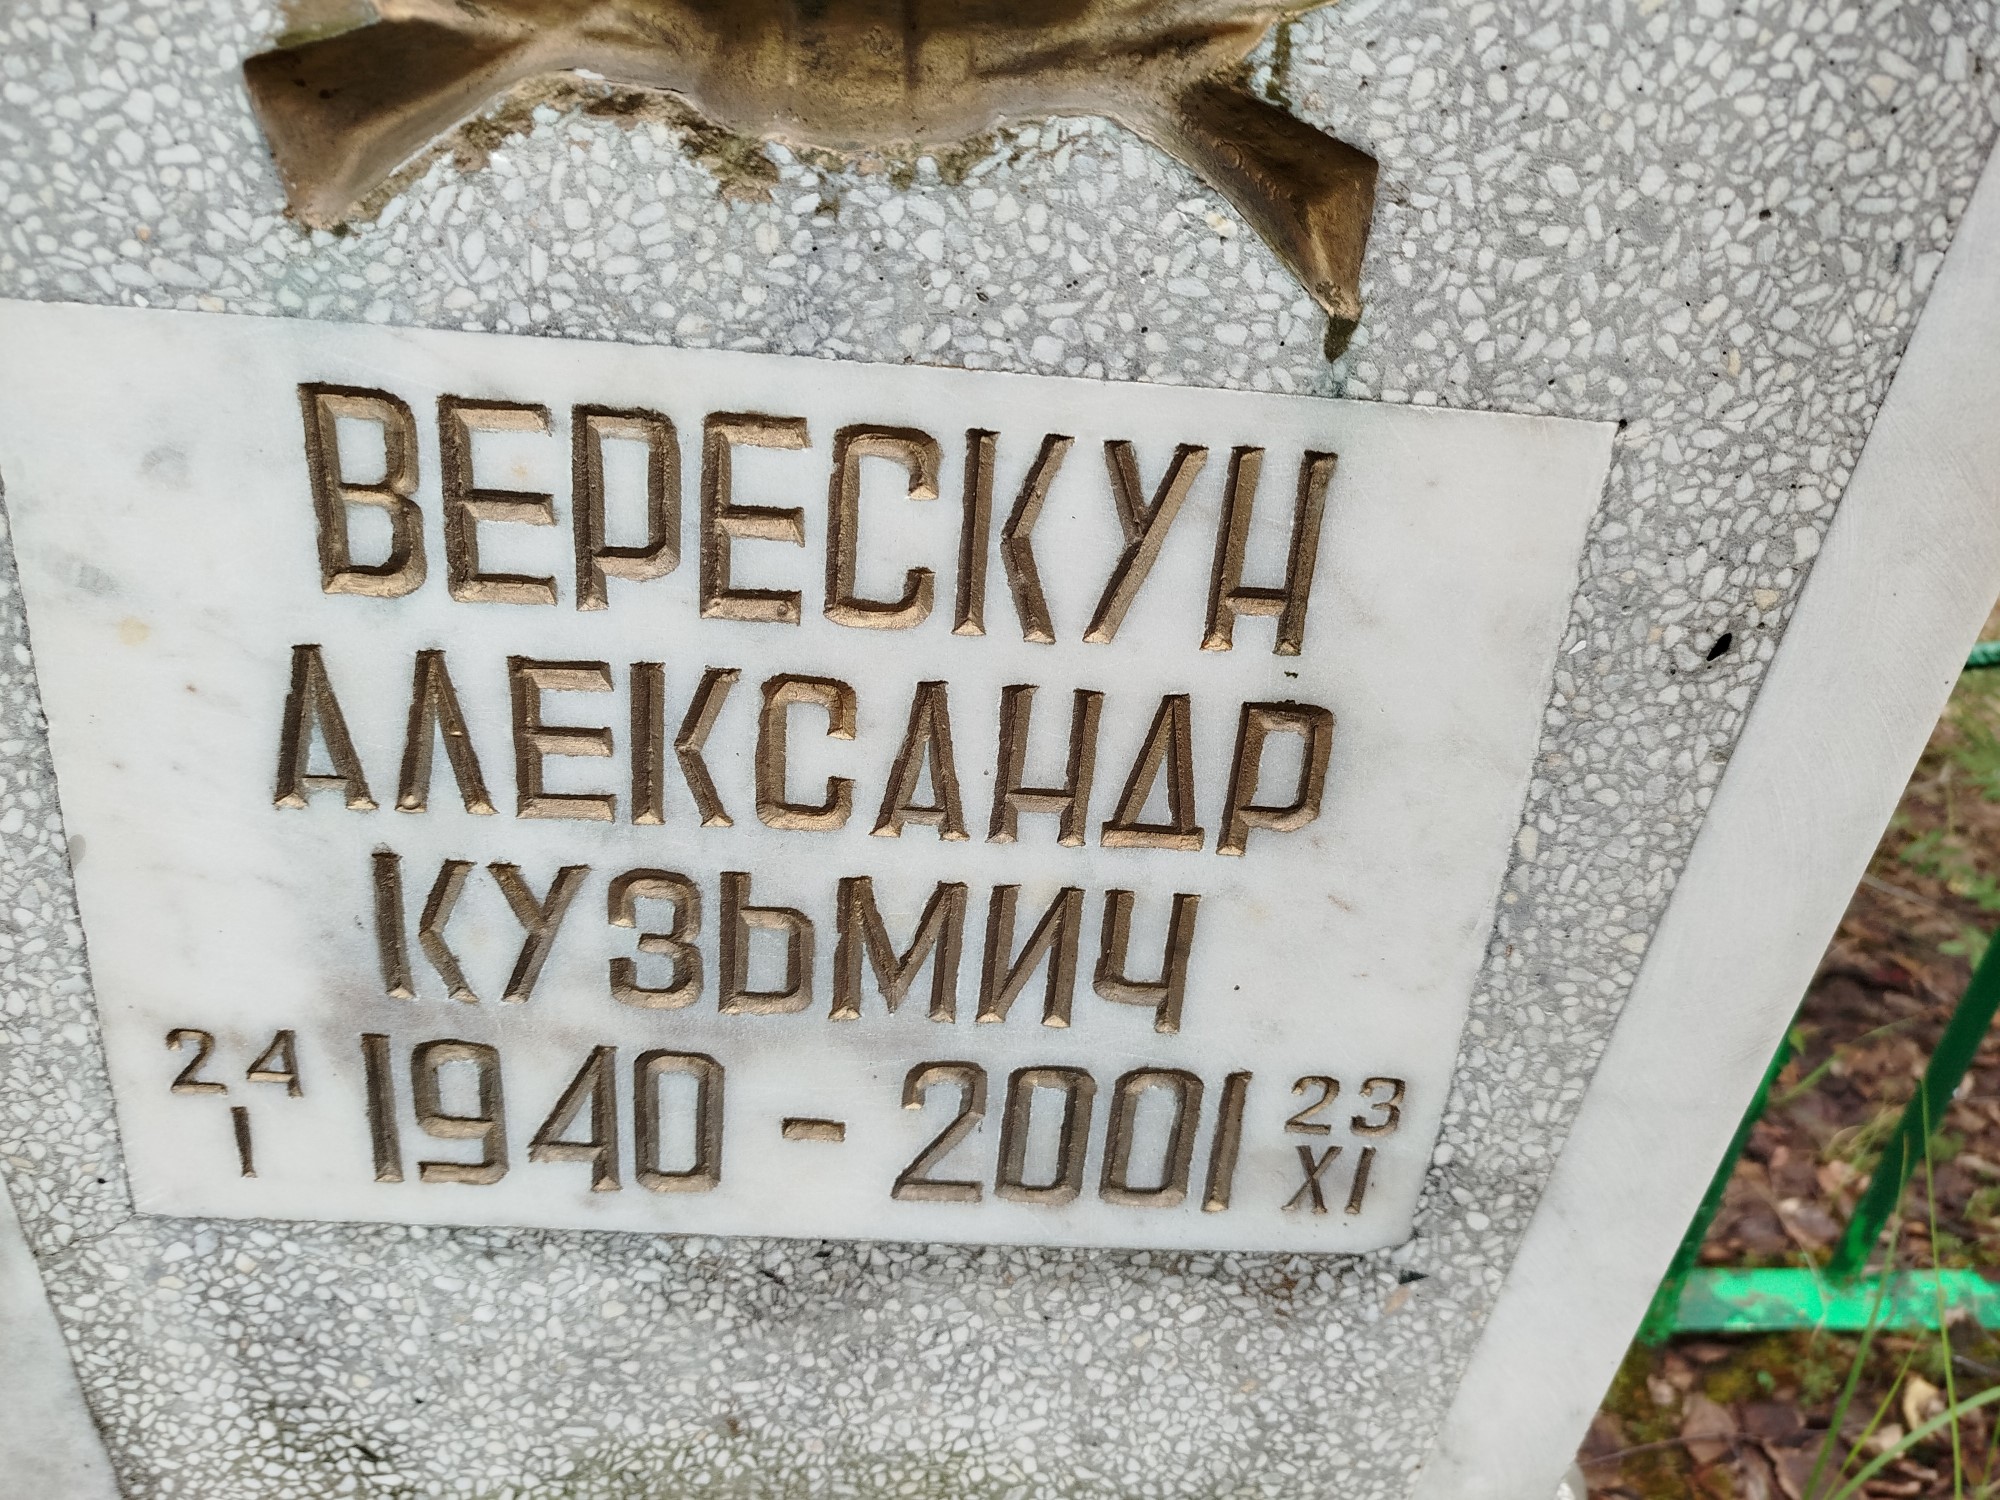 ВЕРЕСКУН
АЛЕКСАНДР
КУЗЬМИЧ
24/I 1940 - 2001 23/XI